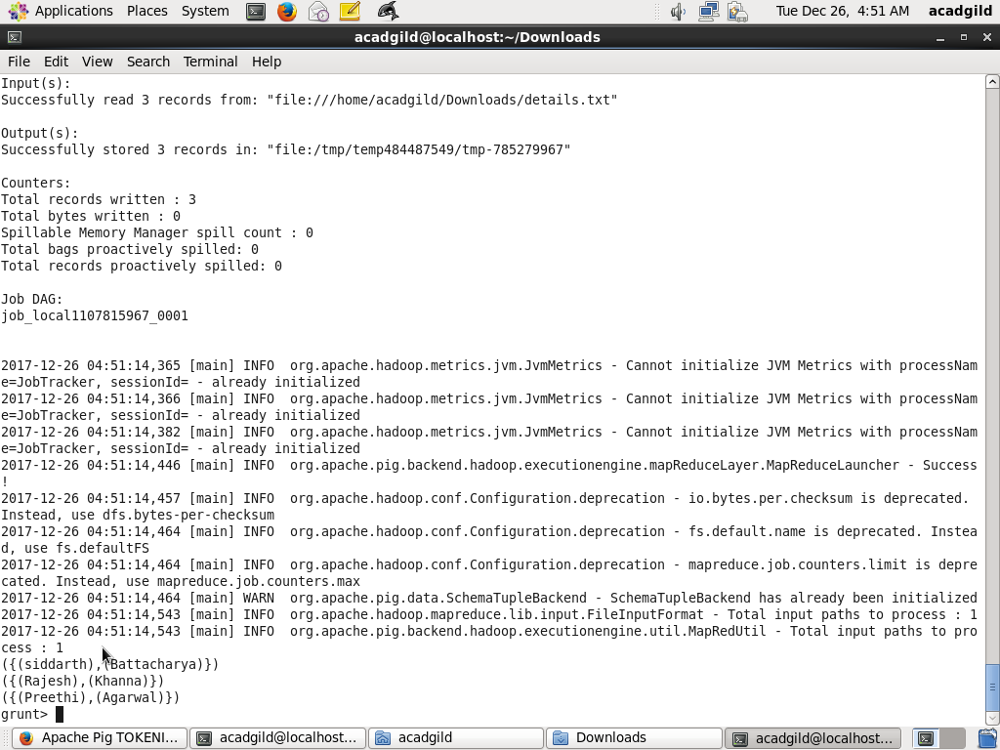 Applications Places System Tue Dec 26, 4:51 AM acadgild
acadgild@localhost:~/Downloads
File Edit View Search Terminal Help
Input(s):
Successfully read 3 records from: "file:///home/acadgild/Downloads/details.txt"
Output(s):
Successfully stored 3 records in: "file:/tmp/temp484487549/tmp-785279967"
Counters:
Total records written : 3
Total bytes written : 0
Spillable Memory Manager spill count : 0
Total bags proactively spilled: 0
Total records proactively spilled: 0
Job DAG:
job_local1107815967_0001
2017-12-26 04:51:14,365 [main] INFO  org.apache.hadoop.metrics.jvm.JvmMetrics - Cannot initialize JVM Metrics with processNam
e=JobTracker, sessionId= - already initialized
2017-12-26 04:51:14,366 [main] INFO  org.apache.hadoop.metrics.jvm.JvmMetrics - Cannot initialize JVM Metrics with processNam
e=JobTracker, sessionId= - already initialized
2017-12-26 04:51:14,382 [main] INFO  org.apache.hadoop.metrics.jvm.JvmMetrics - Cannot initialize JVM Metrics with processNam
e=JobTracker, sessionId= - already initialized
2017-12-26 04:51:14,446 [main] INFO  org.apache.pig.backend.hadoop.executionengine.mapReduceLayer.MapReduceLauncher - Success
!
2017-12-26 04:51:14,457 [main] INFO  org.apache.hadoop.conf.Configuration.deprecation - io.bytes.per.checksum is deprecated.
Instead, use dfs.bytes-per-checksum
2017-12-26 04:51:14,464 [main] INFO  org.apache.hadoop.conf.Configuration.deprecation - fs.default.name is deprecated. Instea
d, use fs.defaultFS
2017-12-26 04:51:14,464 [main] INFO  org.apache.hadoop.conf.Configuration.deprecation - mapreduce.job.counters.limit is depre
cated. Instead, use mapreduce.job.counters.max
2017-12-26 04:51:14,464 [main] WARN  org.apache.pig.data.SchemaTupleBackend - SchemaTupleBackend has already been initialized
2017-12-26 04:51:14,543 [main] INFO  org.apache.hadoop.mapreduce.lib.input.FileInputFormat - Total input paths to process : 1
2017-12-26 04:51:14,543 [main] INFO  org.apache.pig.backend.hadoop.executionengine.util.MapRedUtil - Total input paths to pro
cess : 1
({(siddarth),(Battacharya)})
({(Rajesh),(Khanna)})
({(Preethi),(Agarwal)})
grunt>
Apache Pig TOKENI... acadgild@localhost:... acadgild Downloads acadgild@localhost:...